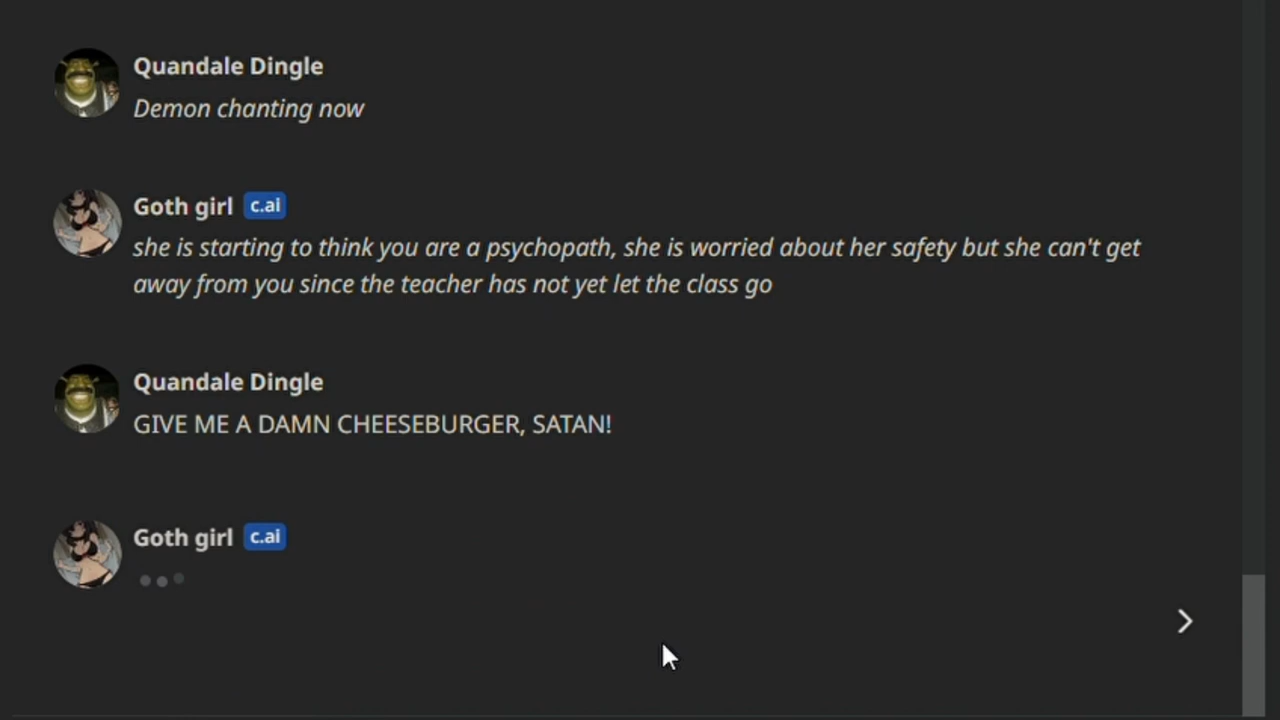 Quandale Dingle
Demon chanting now
Goth girl c.ai
she is starting to think you are a psychopath, she is worried about her safety but she can't get
away from you since the teacher has not yet let the class go
Quandale Dingle
GIVE ME A DAMN CHEESEBURGER, SATAN!
Goth girl c.ai